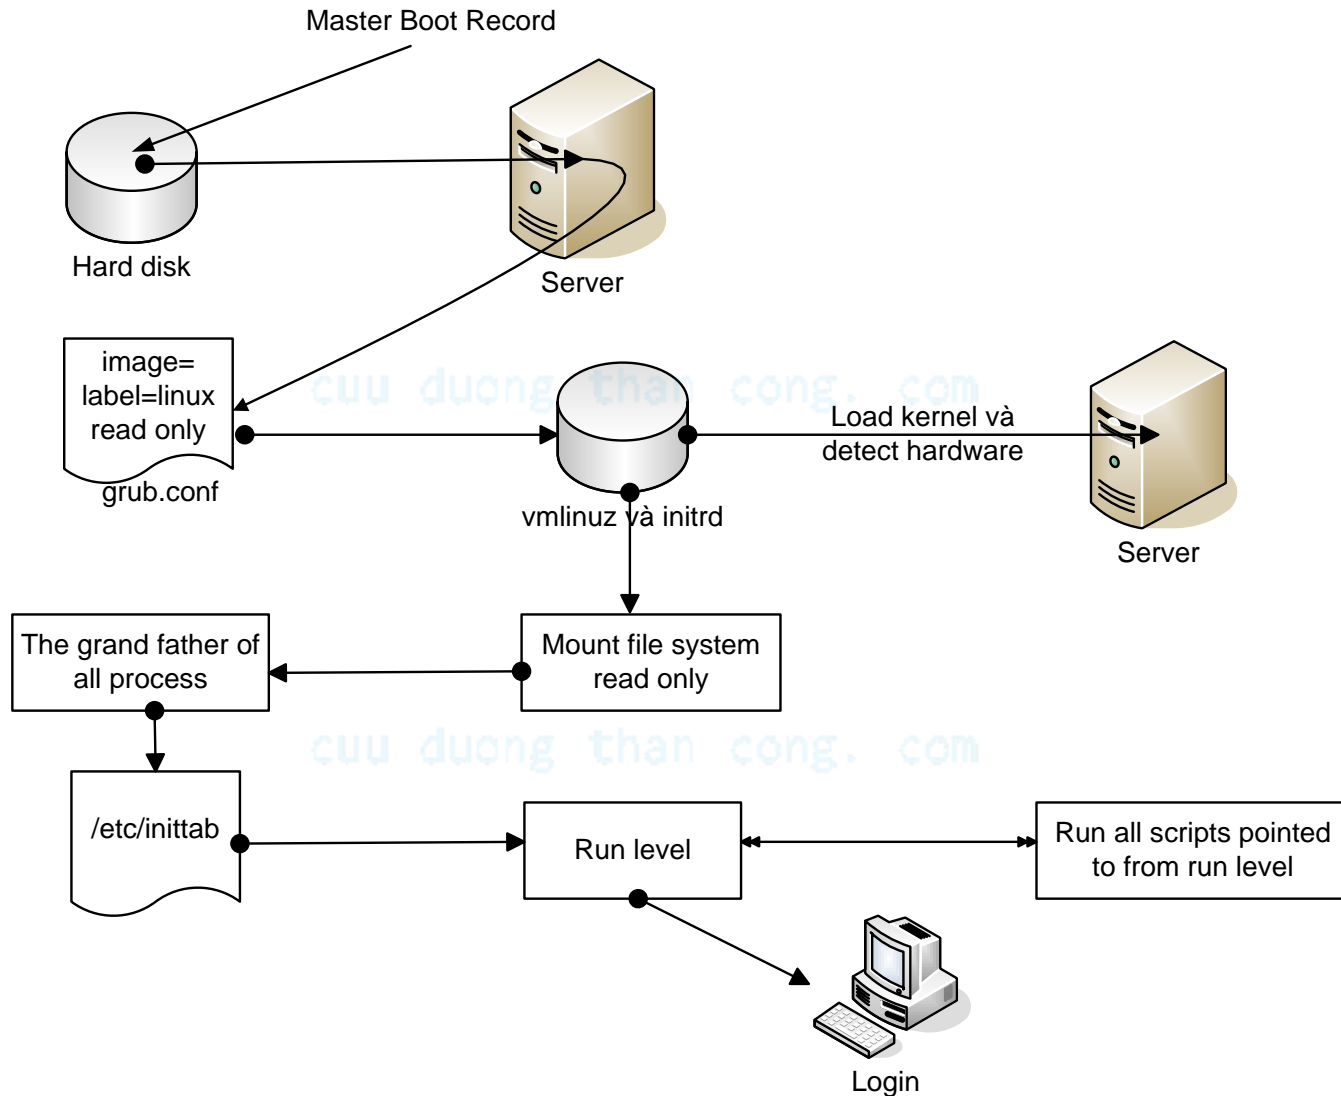 Master Boot Record
Hard disk
Server
image=
label=linux
read only
grub.conf
cuu duong than cong. com
vmlinuz và initrd
Load kernel và
detect hardware
Server
The grand father of
all process
Mount file system
read only
cuu duong than cong. com
/etc/inittab
Run level
Run all scripts pointed
to from run level
Login